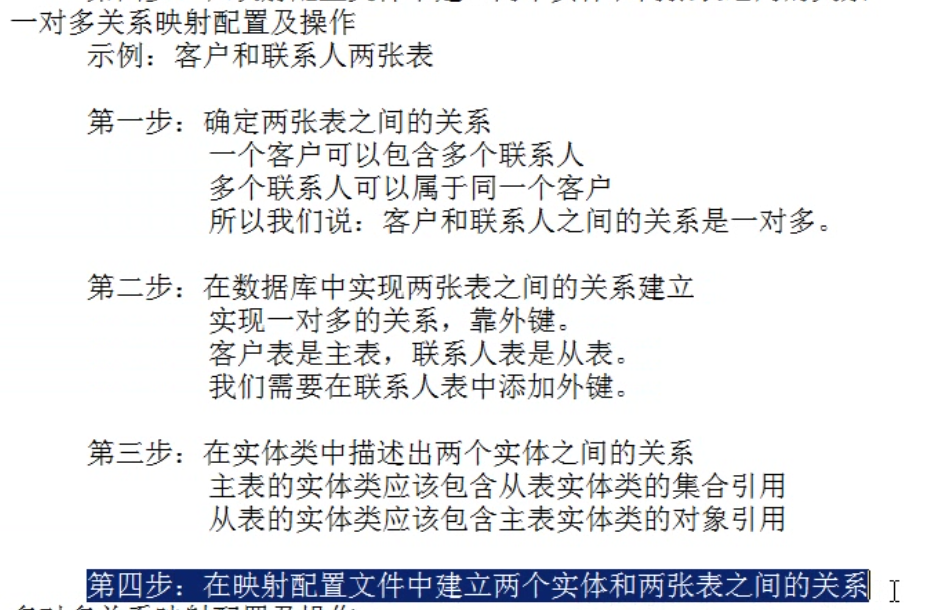 一对多关系映射配置及操作
示例：客户和联系人两张表
第一步：确定两张表之间的关系
一个客户可以包含多个联系人
多个联系人可以属于同一个客户
所以我们说：客户和联系人之间的关系是一对多。
第二步：在数据库中实现两张表之间的关系建立
实现一对多的关系，靠外键。
客户表是主表，联系人表是从表。
我们需要在联系人表中添加外键。
第三步：在实体类中描述出两个实体之间的关系
主表的实体类应该包含从表实体类的集合引用
从表的实体类应该包含主表实体类的对象引用
第四步：在映射配置文件中建立两个实体和两张表之间的关系